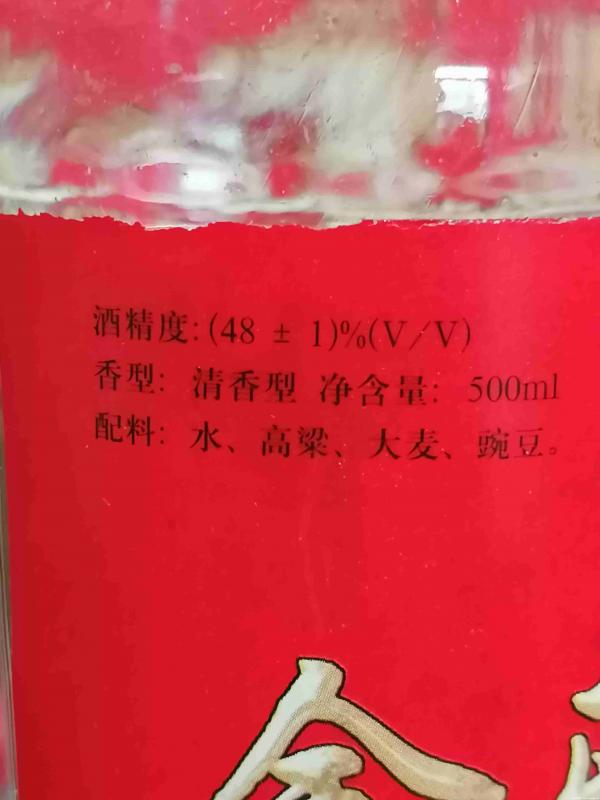 酒精度:(48 ± 1)%(V/V)
香型: 清香型 净含量: 500ml
配料: 水、高粱、大麦、豌豆。